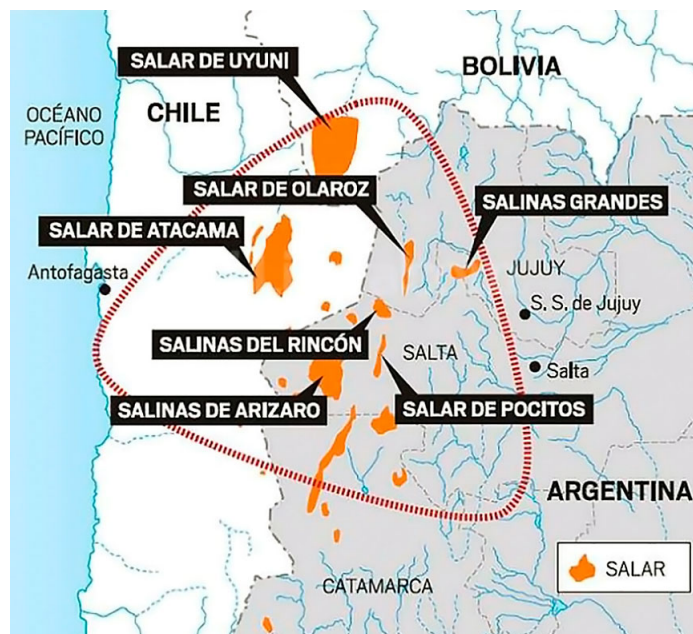 SALAR DE UYUNI
BOLIVIA
OCÉANO
PACÍFICO
CHILE
SALAR DE OLAROZ
SALINAS GRANDES
SALAR DE ATACAMA
Antofagasta
JUJUY
S. S. de Jujuy
SALINAS DEL RINCÓN
SALTA
Salta
SALINAS DE ARIZARO
SALAR DE POCITOS
ARGENTINA
SALAR
CATAMARCA